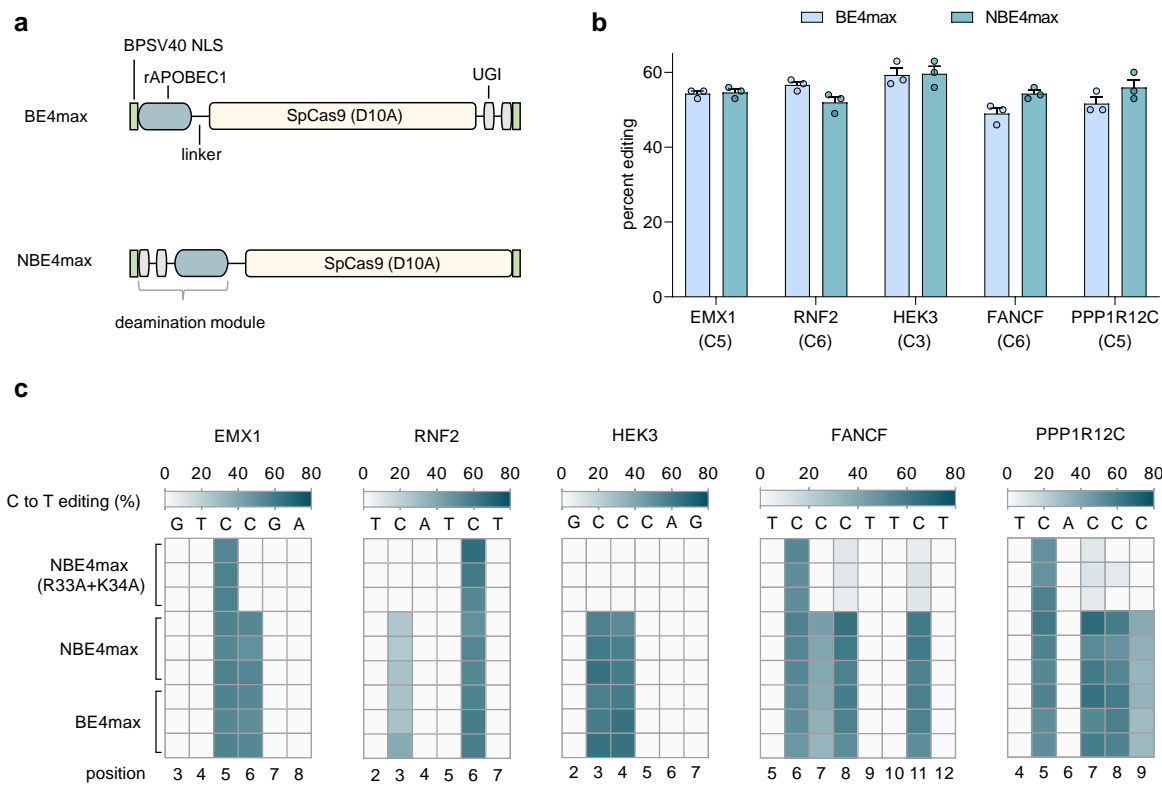 a
BPSV40 NLS
rAPOBEC1
UGI
BE4max
SpCas9 (D10A)
linker
NBE4max
SpCas9 (D10A)
deamination module
b
BE4max
NBE4max
percent editing
60
40
20
0
EMX1 RNF2 HEK3 FANCF PPP1R12C
(C5) (C6) (C3) (C6) (C5)
c
EMX1 RNF2 HEK3 FANCF PPP1R12C
0 20 40 60 80 0 20 40 60 80 0 20 40 60 80 0 20 40 60 80 0 20 40 60 80
C to T editing (%)
G T C C G A T C A T C T G C C C A G T C C C T T C T T C A C C C
NBE4max
(R33A+K34A)
NBE4max
BE4max
position 3 4 5 6 7 8 2 3 4 5 6 7 2 3 4 5 6 7 5 6 7 8 9 10 11 12 4 5 6 7 8 9